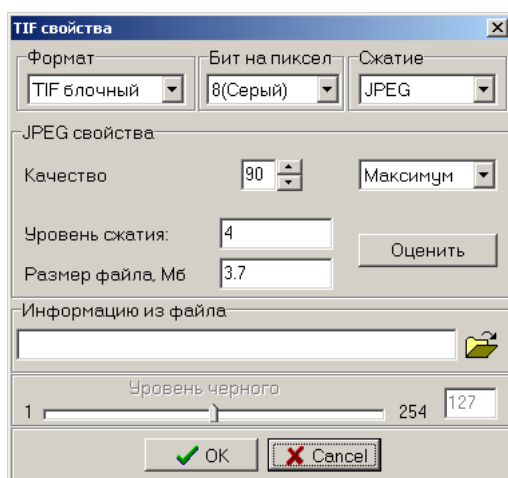 TIF свойства
Формат Бит на пиксел Сжатие
TIF блочный 8(Серый) JPEG
JPEG свойства
Качество 90 Максимум
Уровень сжатия: 4
Оценить
Размер файла, Мб 3.7
Информацию из файла
Уровень черного
1 254 127
OK Cancel